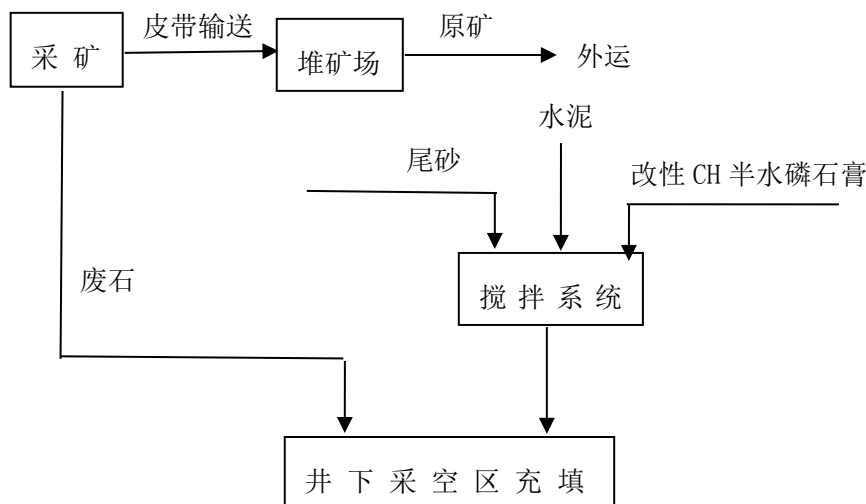 皮带输送
原矿
采 矿
堆矿场
外运
水泥
尾砂
改性 CH 半水磷石膏
废石
搅 拌 系 统
井 下 采 空 区 充 填